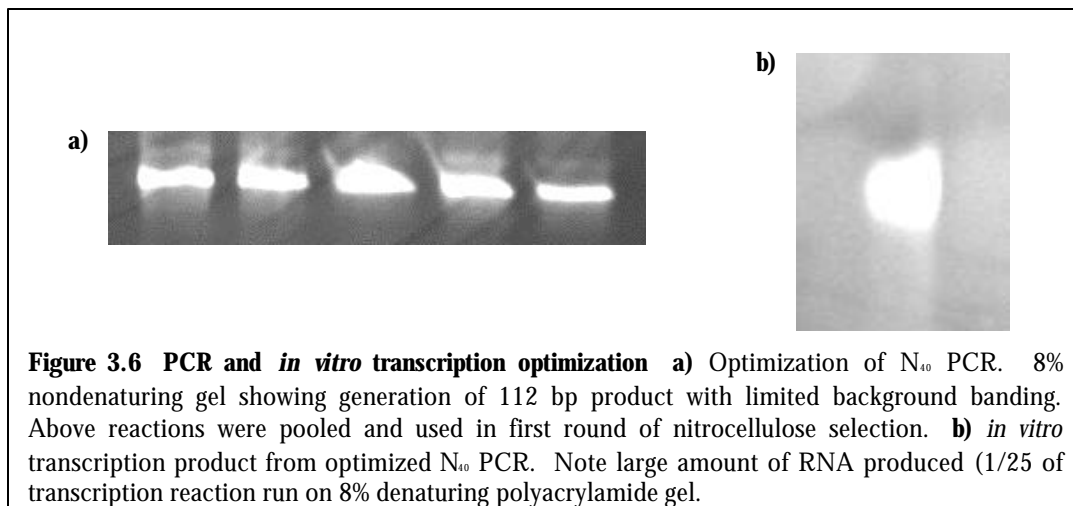 a)
b)
Figure 3.6 PCR and in vitro transcription optimization a) Optimization of N₄₀ PCR. 8%
nondenaturing gel showing generation of 112 bp product with limited background banding.
Above reactions were pooled and used in first round of nitrocellulose selection. b) in vitro
transcription product from optimized N₄₀ PCR. Note large amount of RNA produced (1/25 of
transcription reaction run on 8% denaturing polyacrylamide gel.